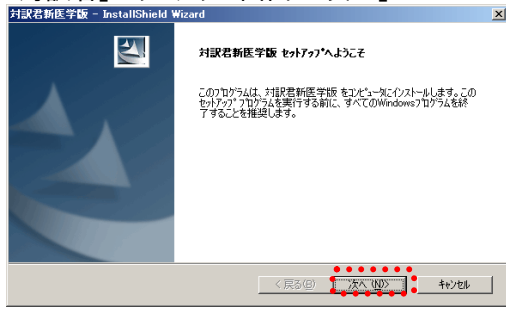 対訳君新医学版 - InstallShield Wizard
対訳君新医学版 ｾｯﾄｱｯﾌﾟへようこそ
このﾌﾟﾛｸﾞﾗﾑは、対訳君新医学版 をｺﾝﾋﾟｭｰﾀにｲﾝｽﾄｰﾙします。この
ｾｯﾄｱｯﾌﾟ ﾌﾟﾛｸﾞﾗﾑを実行する前に、すべてのWindowsﾌﾟﾛｸﾞﾗﾑを終
了することを推奨します。
< 戻る(B)
次へ (N)>
ｷｬﾝｾﾙ